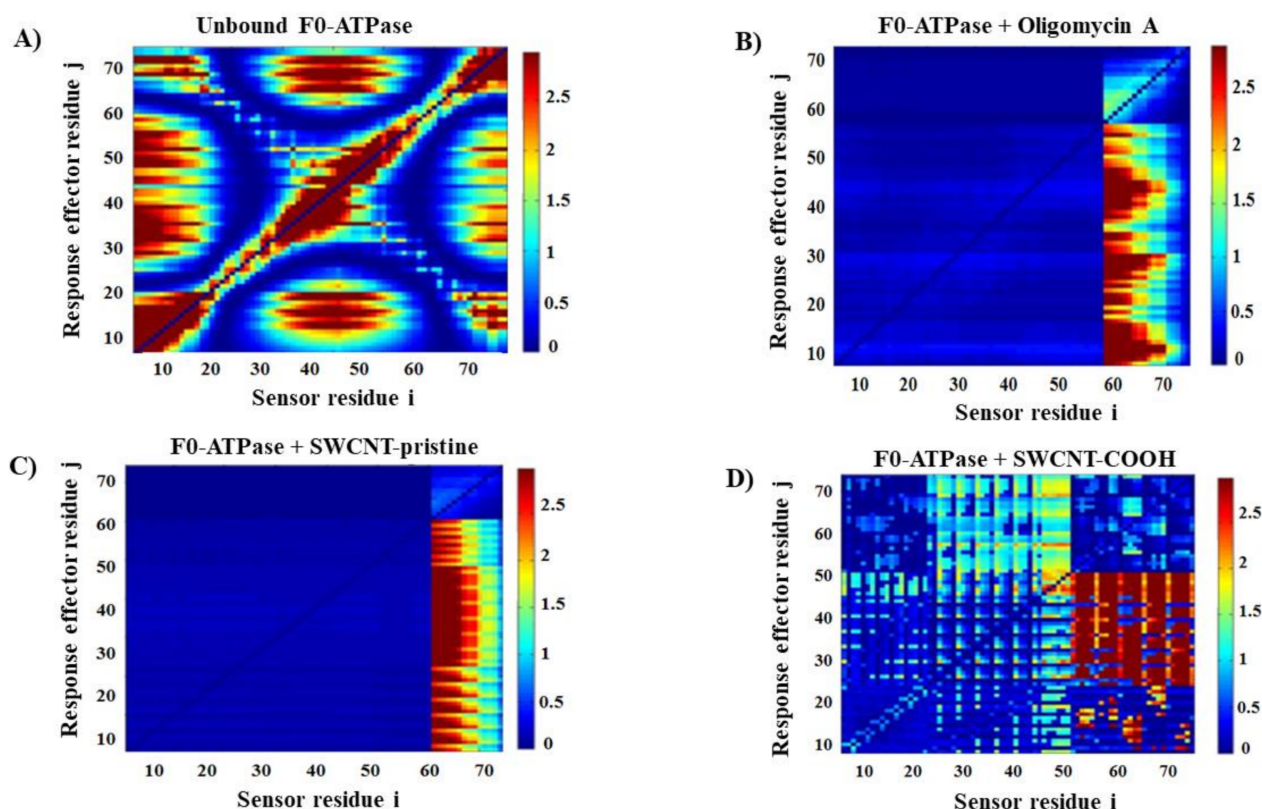 A)
Unbound F0-ATPase
Response effector residue j
70
60
50
40
30
20
10
10 20 30 40 50 60 70
Sensor residue i
2.5
2
1.5
1
0.5
0
B)
F0-ATPase + Oligomycin A
Response effector residue j
70
60
50
40
30
20
10
10 20 30 40 50 60 70
Sensor residue i
2.5
2
1.5
1
0.5
0
C)
F0-ATPase + SWCNT-pristine
Response effector residue j
70
60
50
40
30
20
10
10 20 30 40 50 60 70
Sensor residue i
2.5
2
1.5
1
0.5
0
D)
F0-ATPase + SWCNT-COOH
Response effector residue j
70
60
50
40
30
20
10
10 20 30 40 50 60 70
Sensor residue i
2.5
2
1.5
1
0.5
0